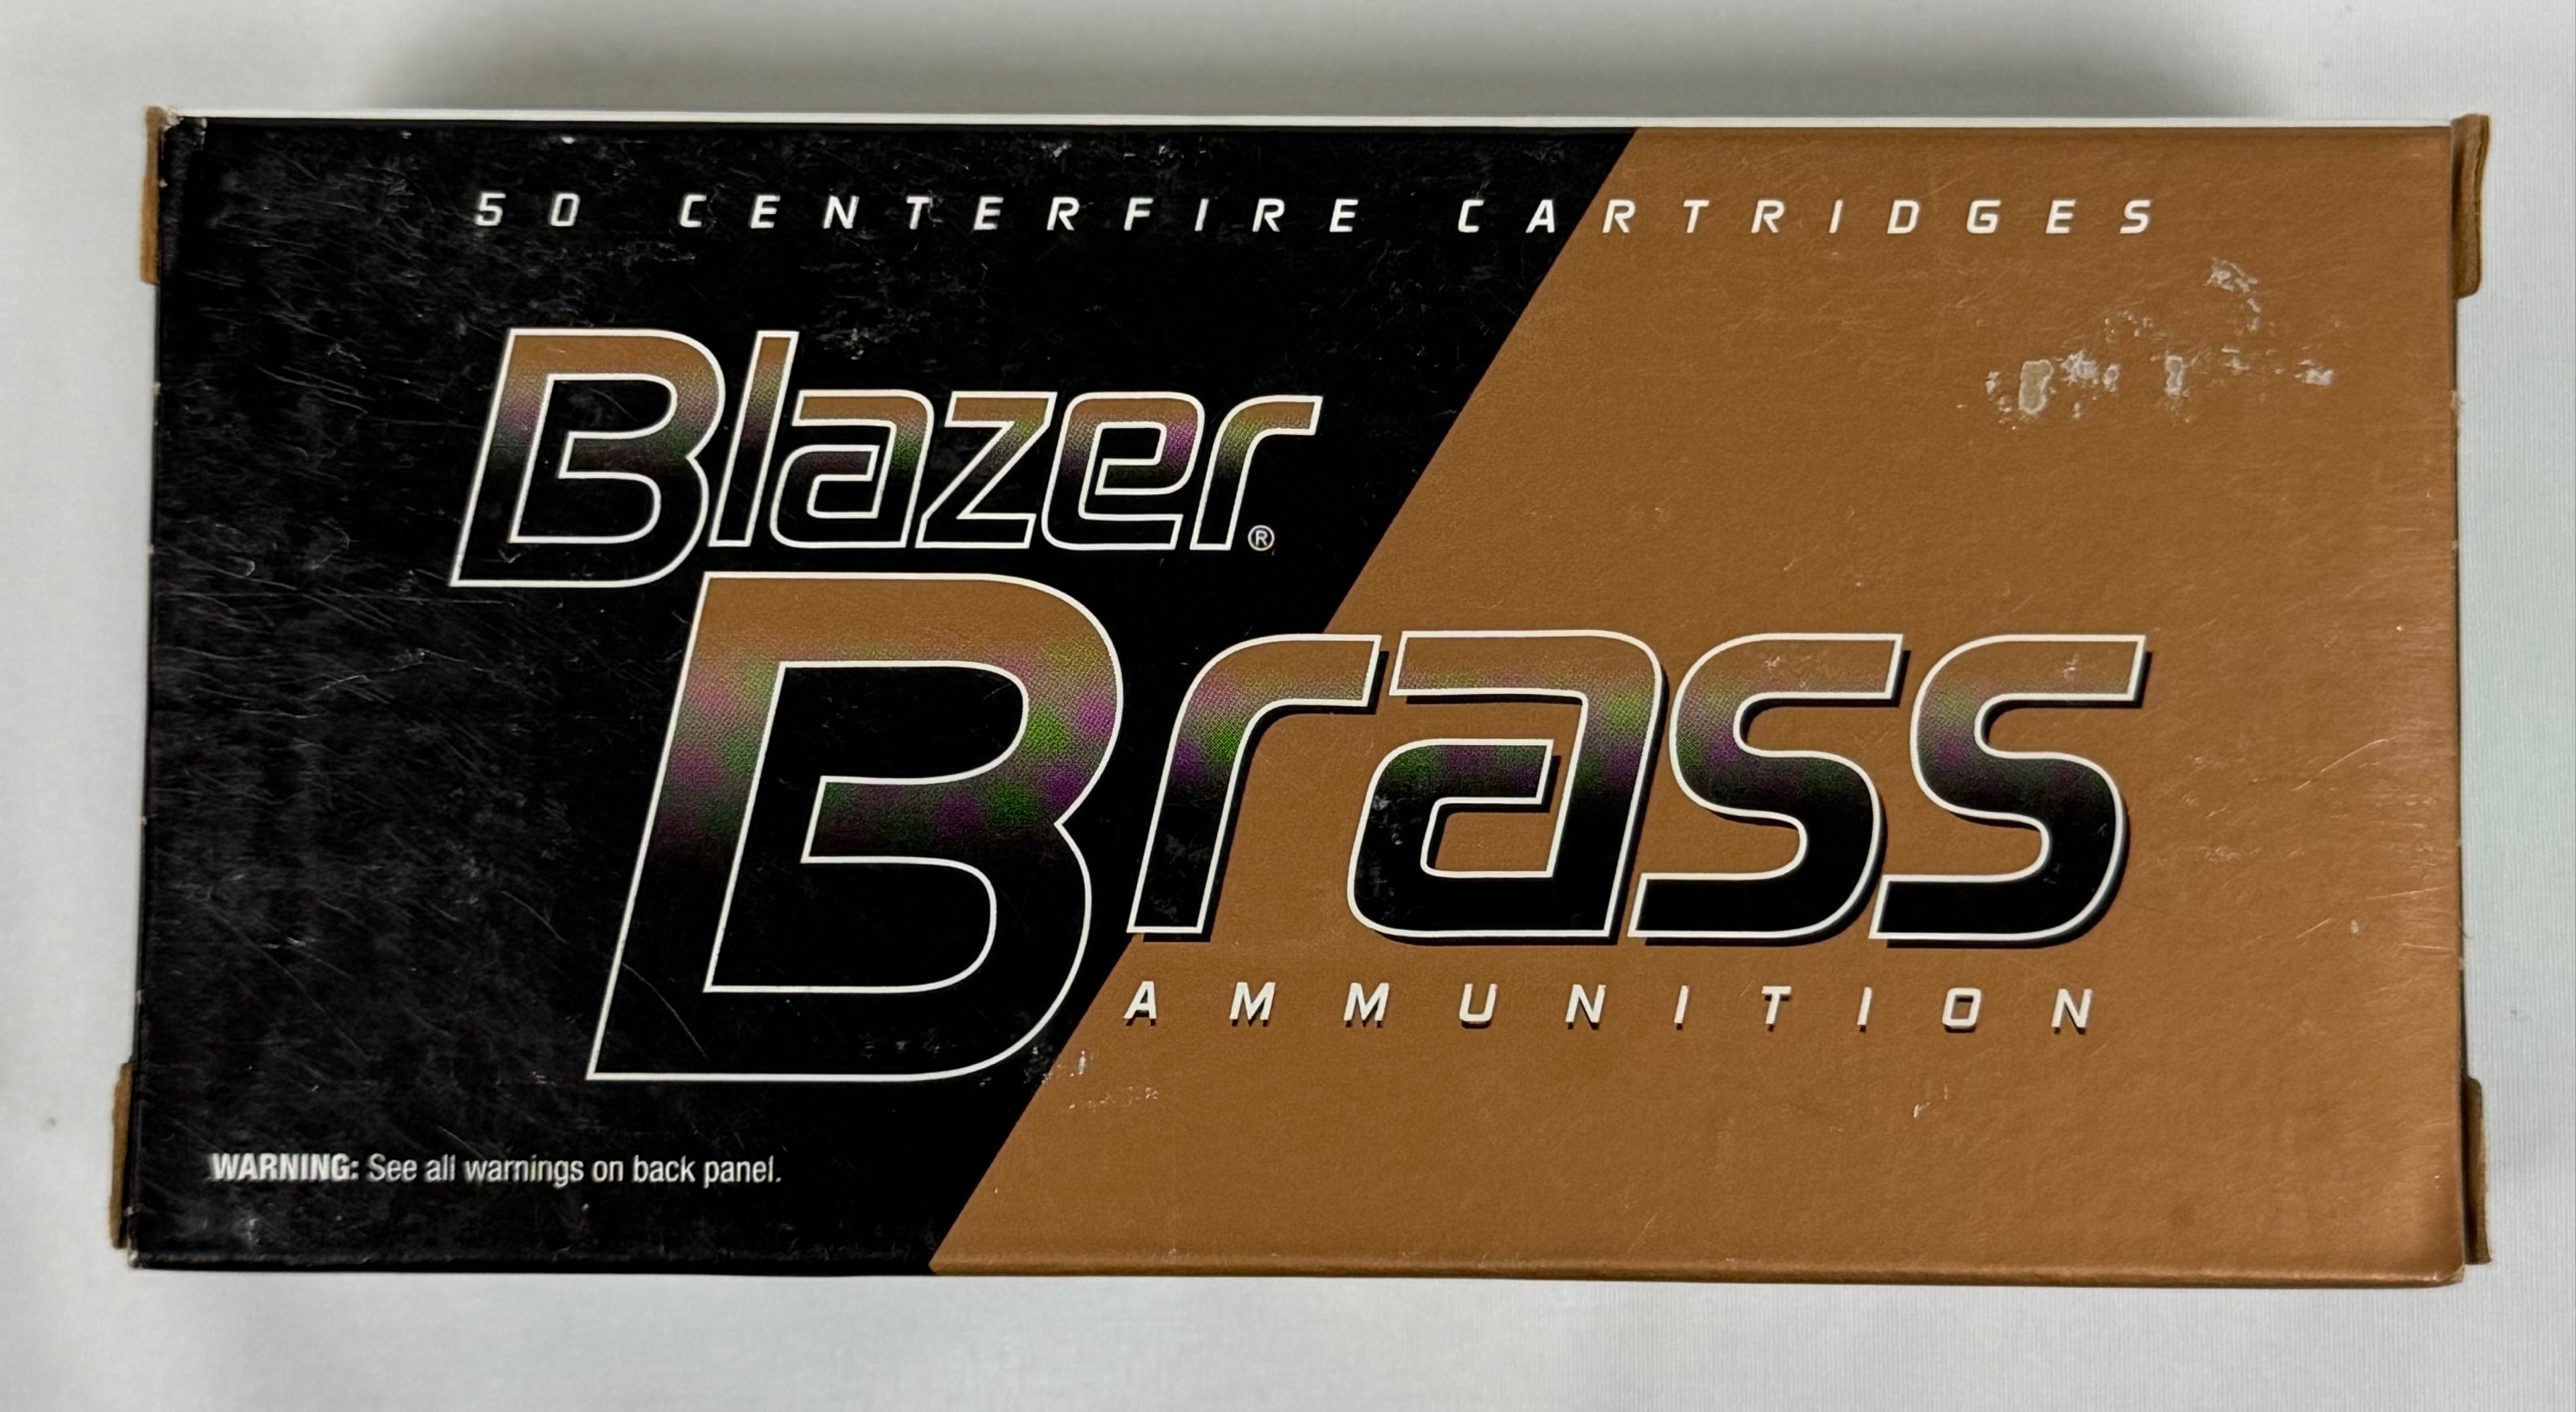 50 CENTERFIRE CARTRIDGES
Blazer®
Brass
AMMUNITION
WARNING: See all warnings on back panel.